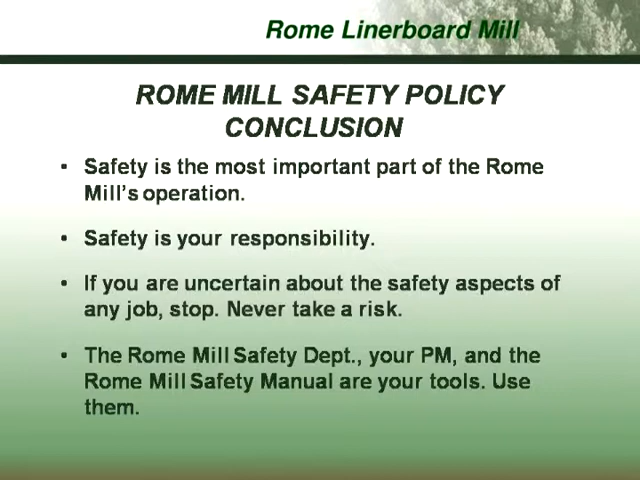 Rome Linerboard Mill
ROME MILL SAFETY POLICY
CONCLUSION
• Safety is the most important part of the Rome
Mill's operation.
• Safety is your responsibility.
• If you are uncertain about the safety aspects of
any job, stop. Never take a risk.
• The Rome Mill Safety Dept., your PM, and the
Rome Mill Safety Manual are your tools. Use
them.